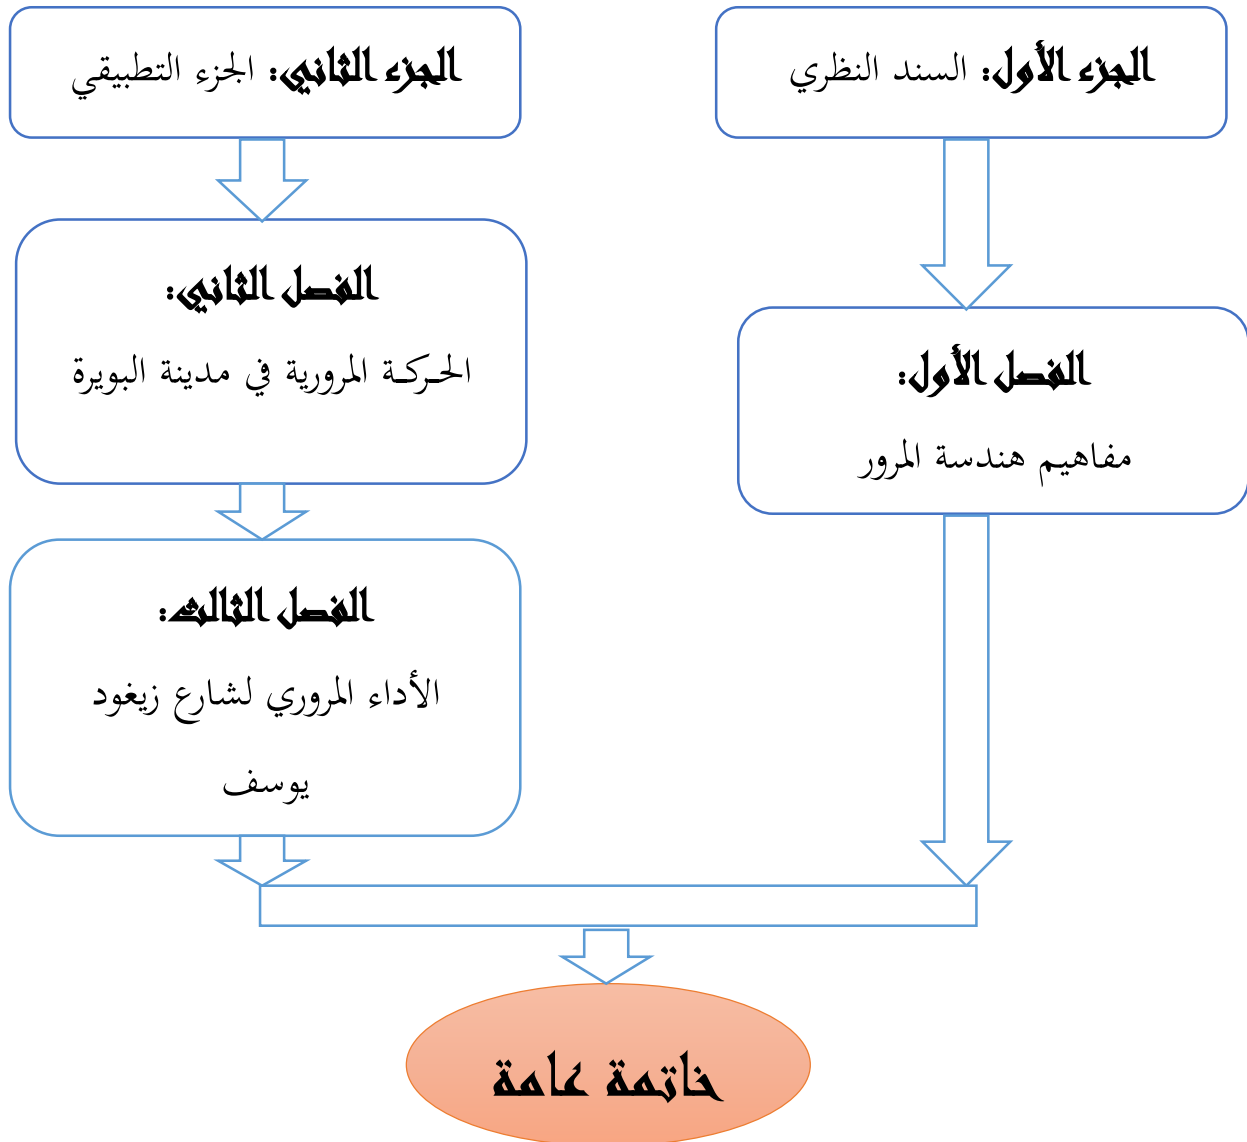 الجزء الأول: السند النظري
الفصل الأول:
مفاهيم هندسة المرور
الجزء الثاني: الجزء التطبيقي
الفصل الثاني:
الحركة المرورية في مدينة البويرة
الفصل الثالث:
الأداء المروري لشارع زيغود
يوسف
خاتمة عامة